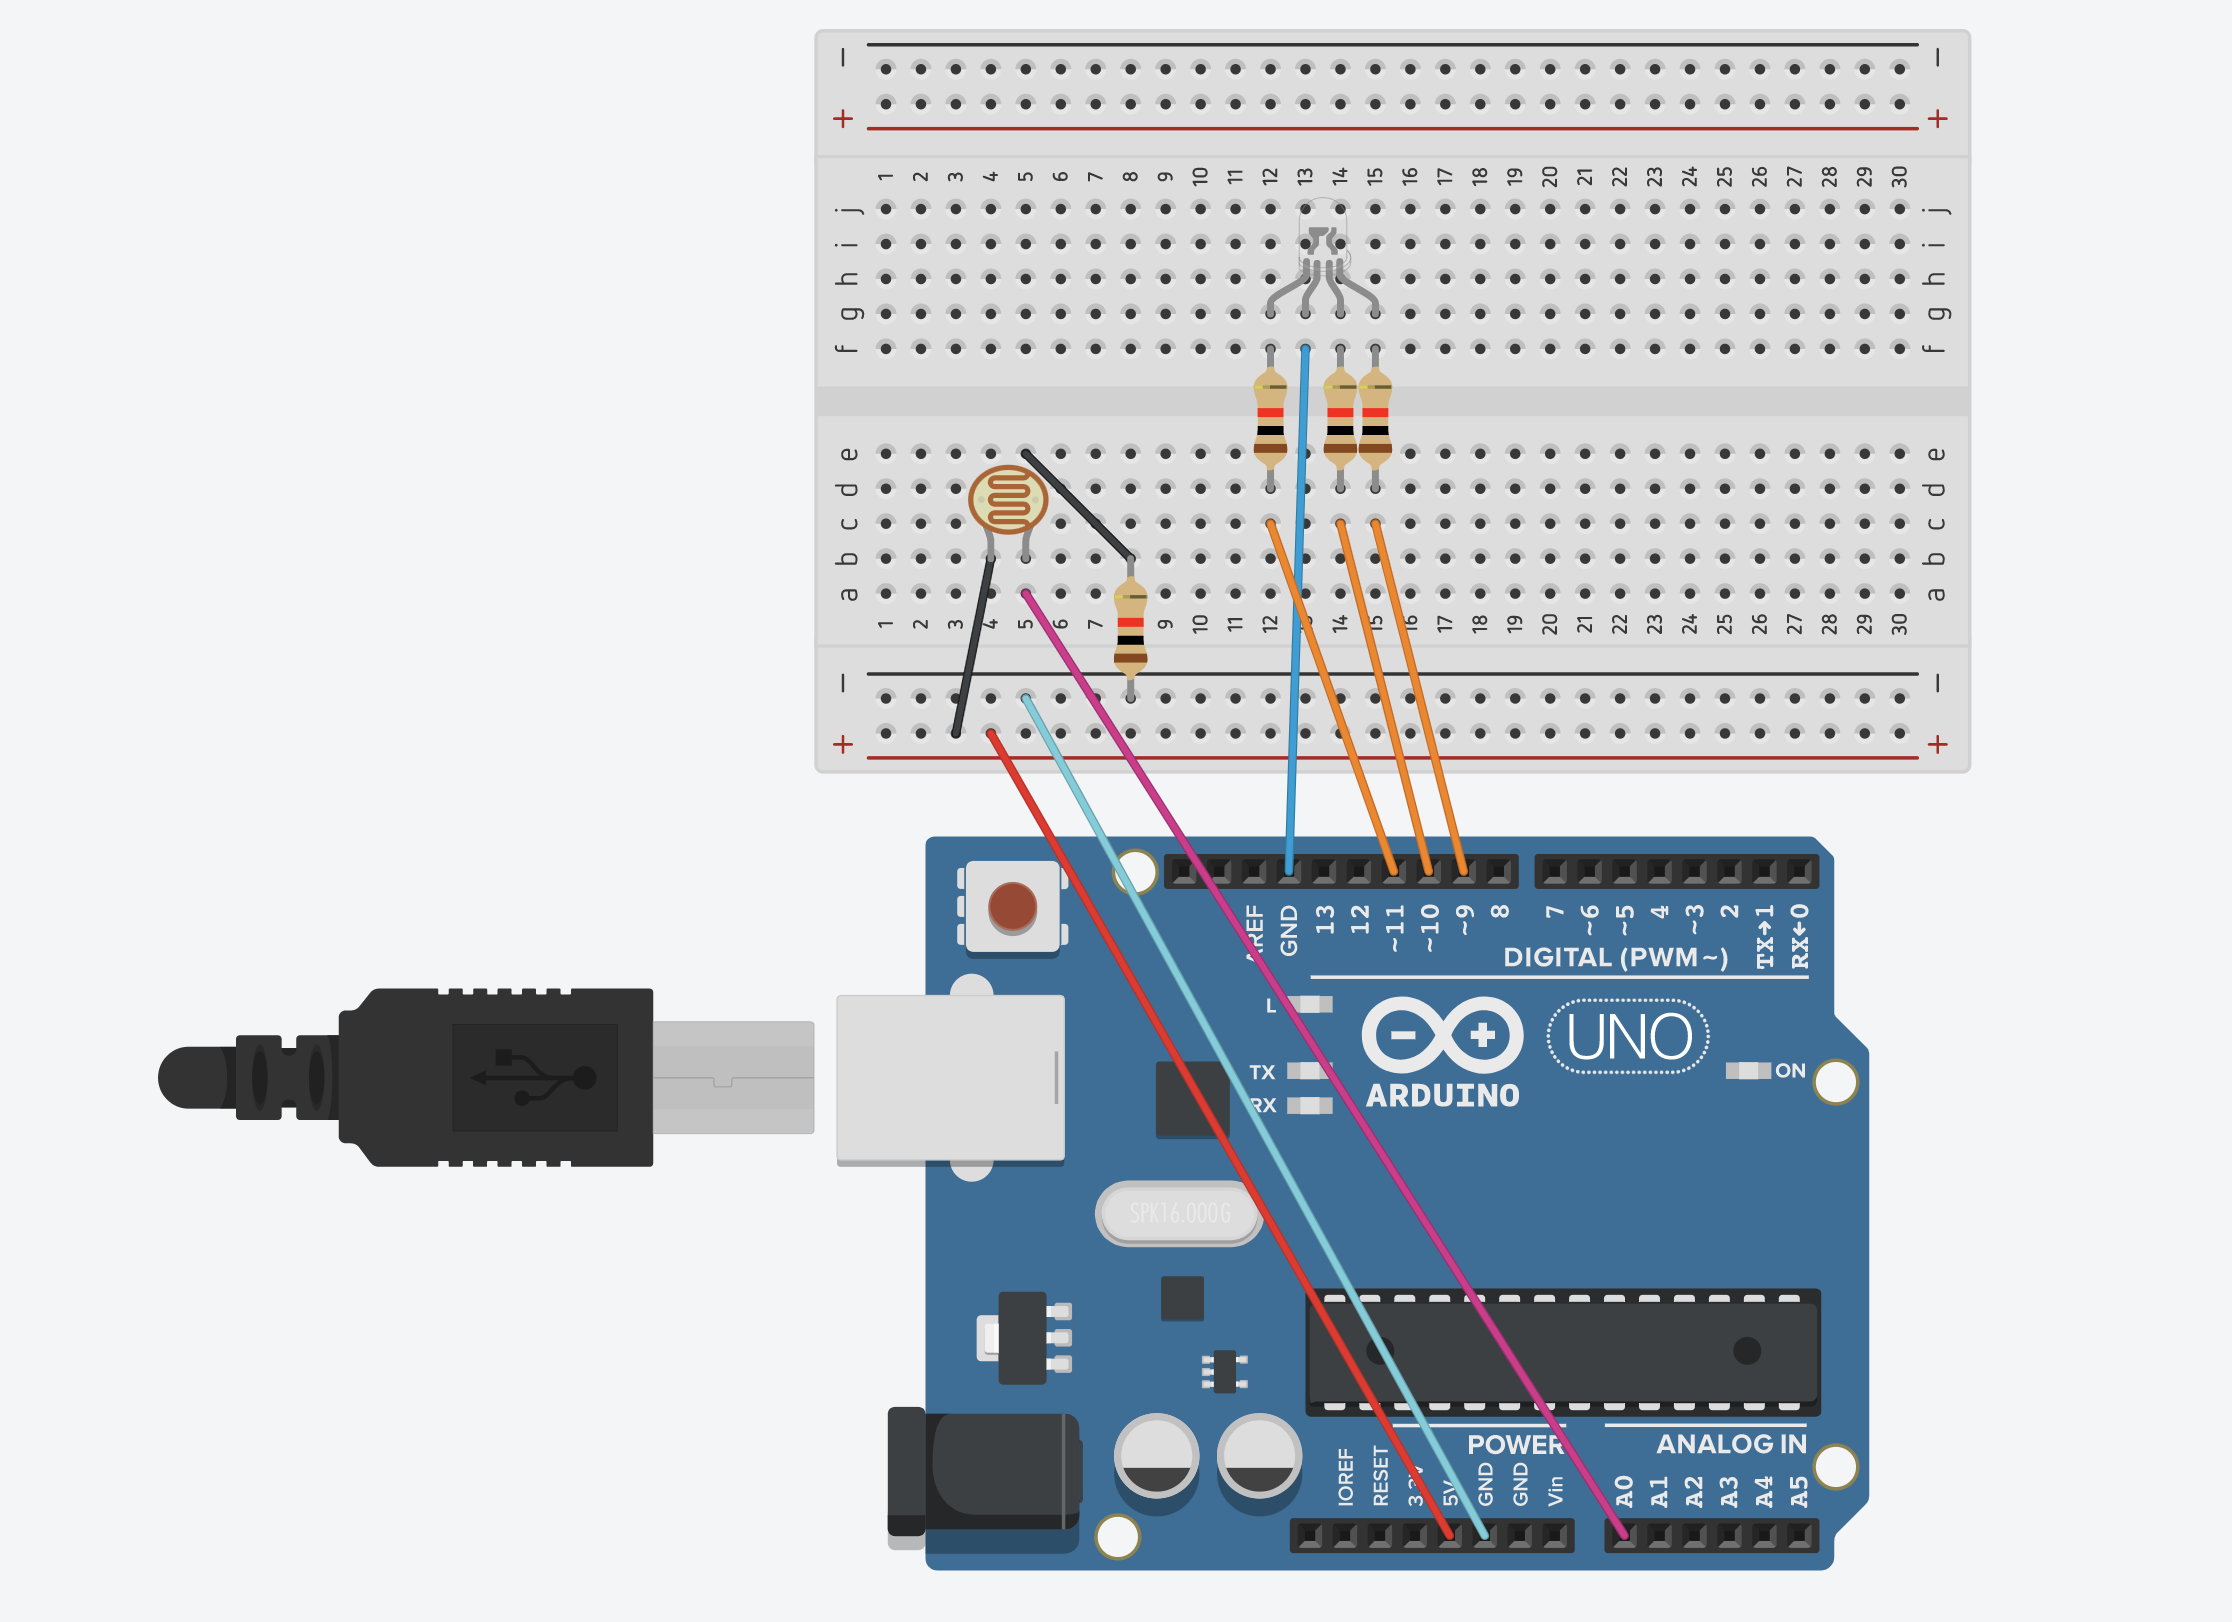 − −
+ +
1 2 3 4 5 6 7 8 9 10 11 12 13 14 15 16 17 18 19 20 21 22 23 24 25 26 27 28 29 30
j j
i i
h h
g g
f f
e e
d d
c c
b b
a a
1 2 3 4 5 6 7 8 9 10 11 12 13 14 15 16 17 18 19 20 21 22 23 24 25 26 27 28 29 30
− −
+ +
AREF GND 13 12 ~11 ~10 ~9 8 7 ~6 ~5 4 ~3 2 TX→1 RX←0
DIGITAL (PWM~)
L
UNO
TX ON
RX
ARDUINO
SPK16.000G
POWER ANALOG IN
IOREF RESET 3.3V 5V GND GND Vin A0 A1 A2 A3 A4 A5